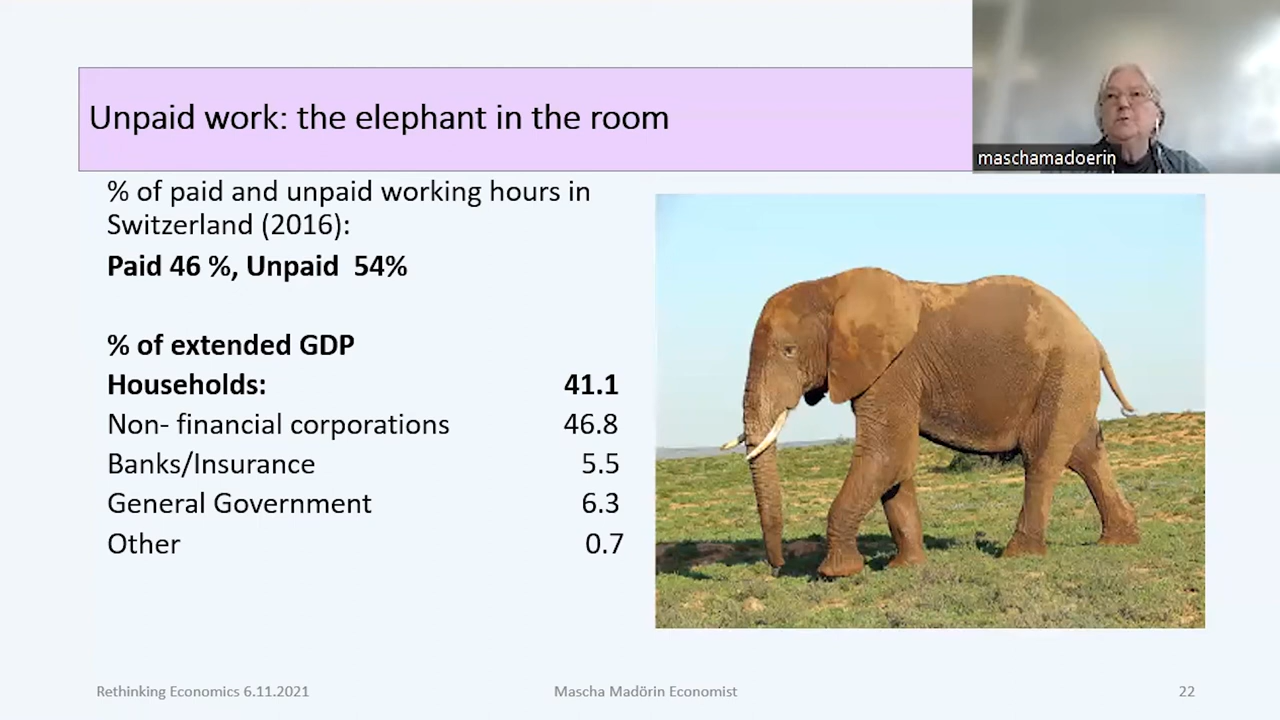 Unpaid work: the elephant in the room
maschamadoerin
% of paid and unpaid working hours in
Switzerland (2016):
Paid 46 %, Unpaid  54%
% of extended GDP
Households: 41.1
Non- financial corporations 46.8
Banks/Insurance 5.5
General Government 6.3
Other 0.7
Rethinking Economics 6.11.2021 Mascha Madörin Economist 22